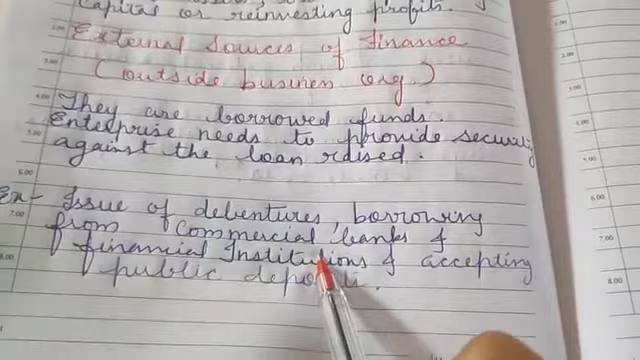 Capital or reinvesting profits.
External Sources of Finance
(outside business org.)
They are borrowed funds.
Enterprise needs to provide security
against the loan raised.
Ex- Issue of debentures, borrowing
from commercial banks &
financial Institutions & accepting
public deposits.